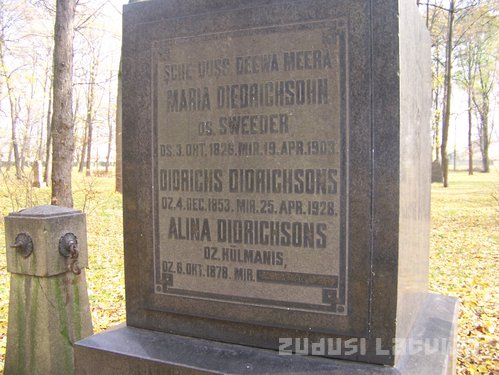 SCHE DUSS DEEWA MEERA
MARIA DIEDRICHSOHN
DS. SWEEDER
DS. 3. OKT. 1826. MIR. 19. APR. 1903.
DIDRICHS DIDRICHSONS
DZ. 4. DEC. 1853. MIR. 25. APR. 1928.
ALINA DIDRICHSONS
DZ. HÜLMANIS,
DZ. 6. OKT. 1878. MIR.
ZUDUSI LATVIJA